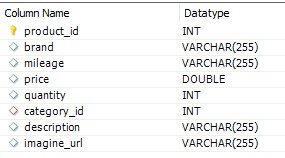 Column Name Datatype
product_id INT
brand VARCHAR(255)
mileage VARCHAR(255)
price DOUBLE
quantity INT
category_id INT
description VARCHAR(255)
imagine_url VARCHAR(255)